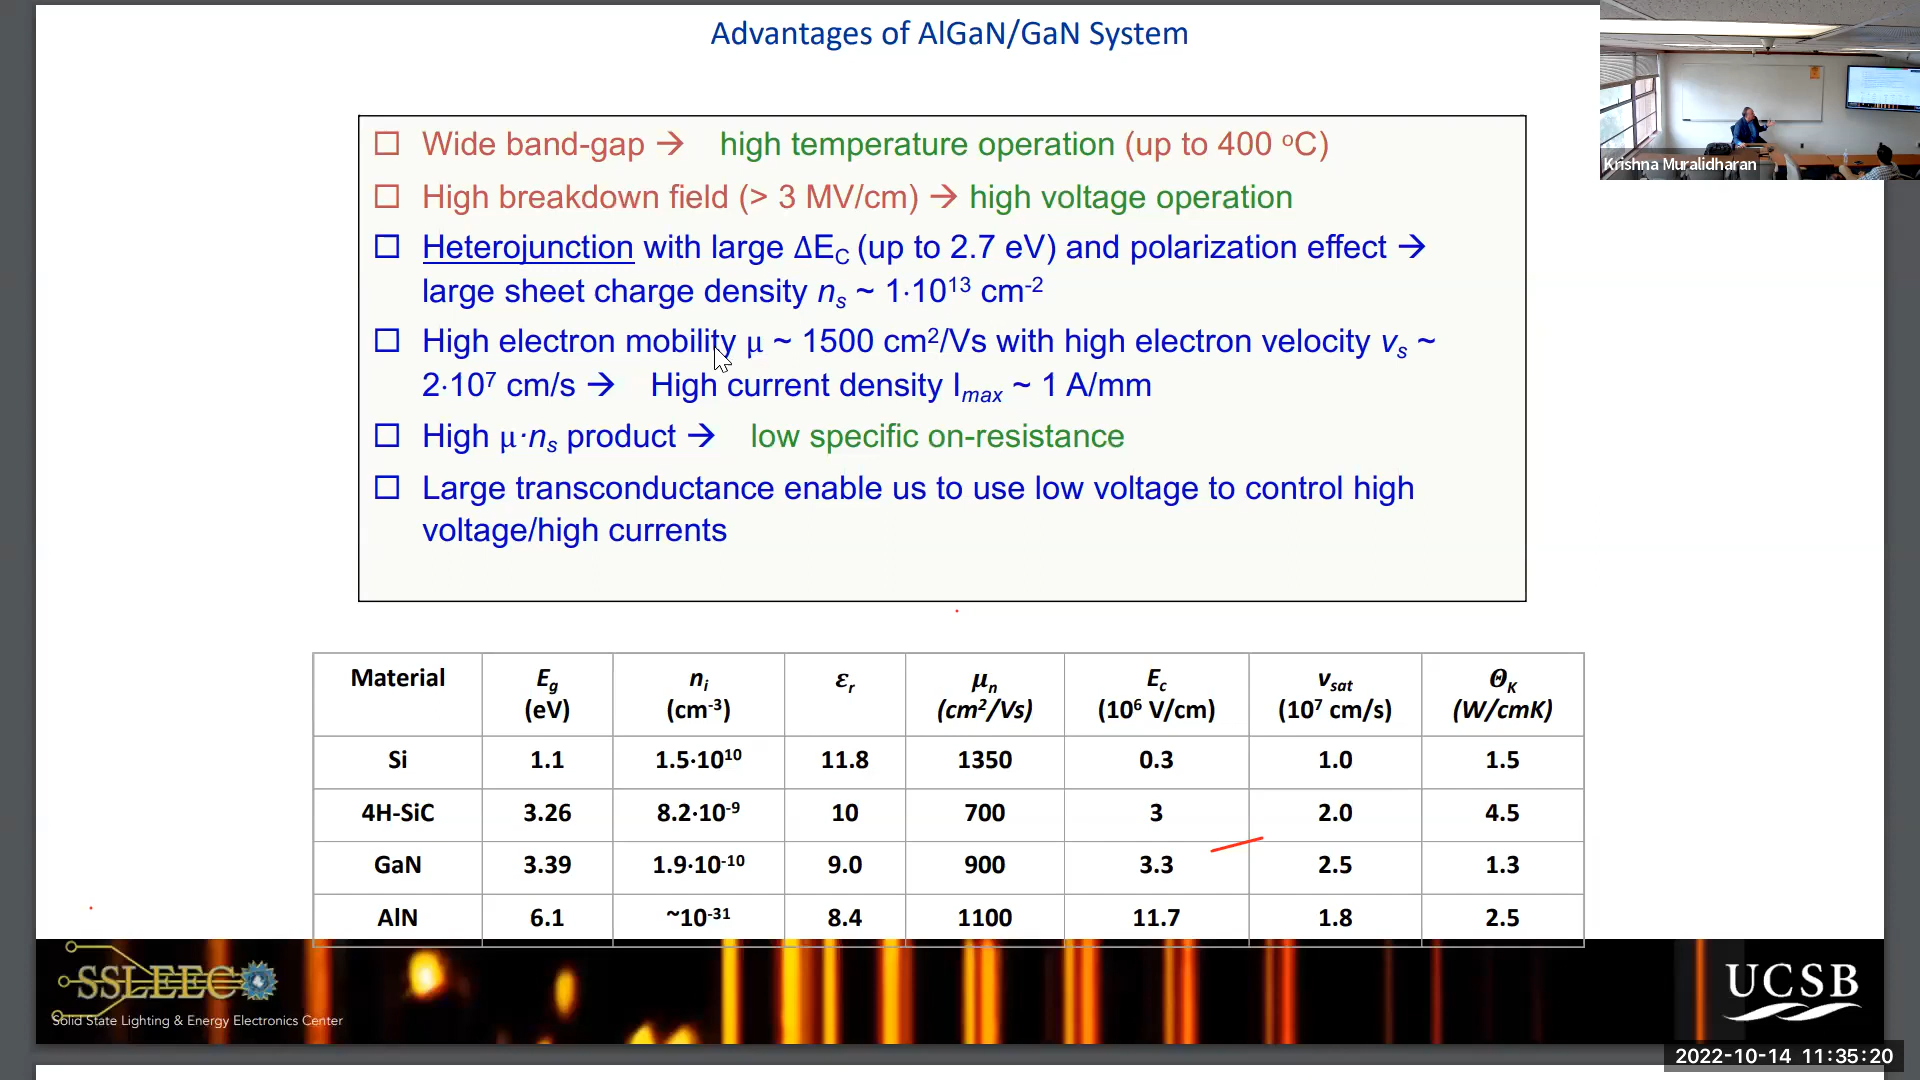 Advantages of AlGaN/GaN System
Krishna Muralidharan
☐ Wide band-gap → high temperature operation (up to 400 ºC)
☐ High breakdown field (> 3 MV/cm) → high voltage operation
☐ Heterojunction with large ΔE_C (up to 2.7 eV) and polarization effect →
large sheet charge density n_s ~ 1·10^13 cm^-2
☐ High electron mobility μ ~ 1500 cm^2/Vs with high electron velocity v_s ~
2·10^7 cm/s → High current density I_max ~ 1 A/mm
☐ High μ·n_s product → low specific on-resistance
☐ Large transconductance enable us to use low voltage to control high
voltage/high currents
Material E_g n_i ε_r μ_n E_c v_sat Θ_K
(eV) (cm^-3) (cm^2/Vs) (10^6 V/cm) (10^7 cm/s) (W/cmK)
Si 1.1 1.5·10^10 11.8 1350 0.3 1.0 1.5
4H-SiC 3.26 8.2·10^-9 10 700 3 2.0 4.5
GaN 3.39 1.9·10^-10 9.0 900 3.3 2.5 1.3
AlN 6.1 ~10^-31 8.4 1100 11.7 1.8 2.5
SSLEEC
Solid State Lighting & Energy Electronics Center
UCSB
2022-10-14 11:35:20